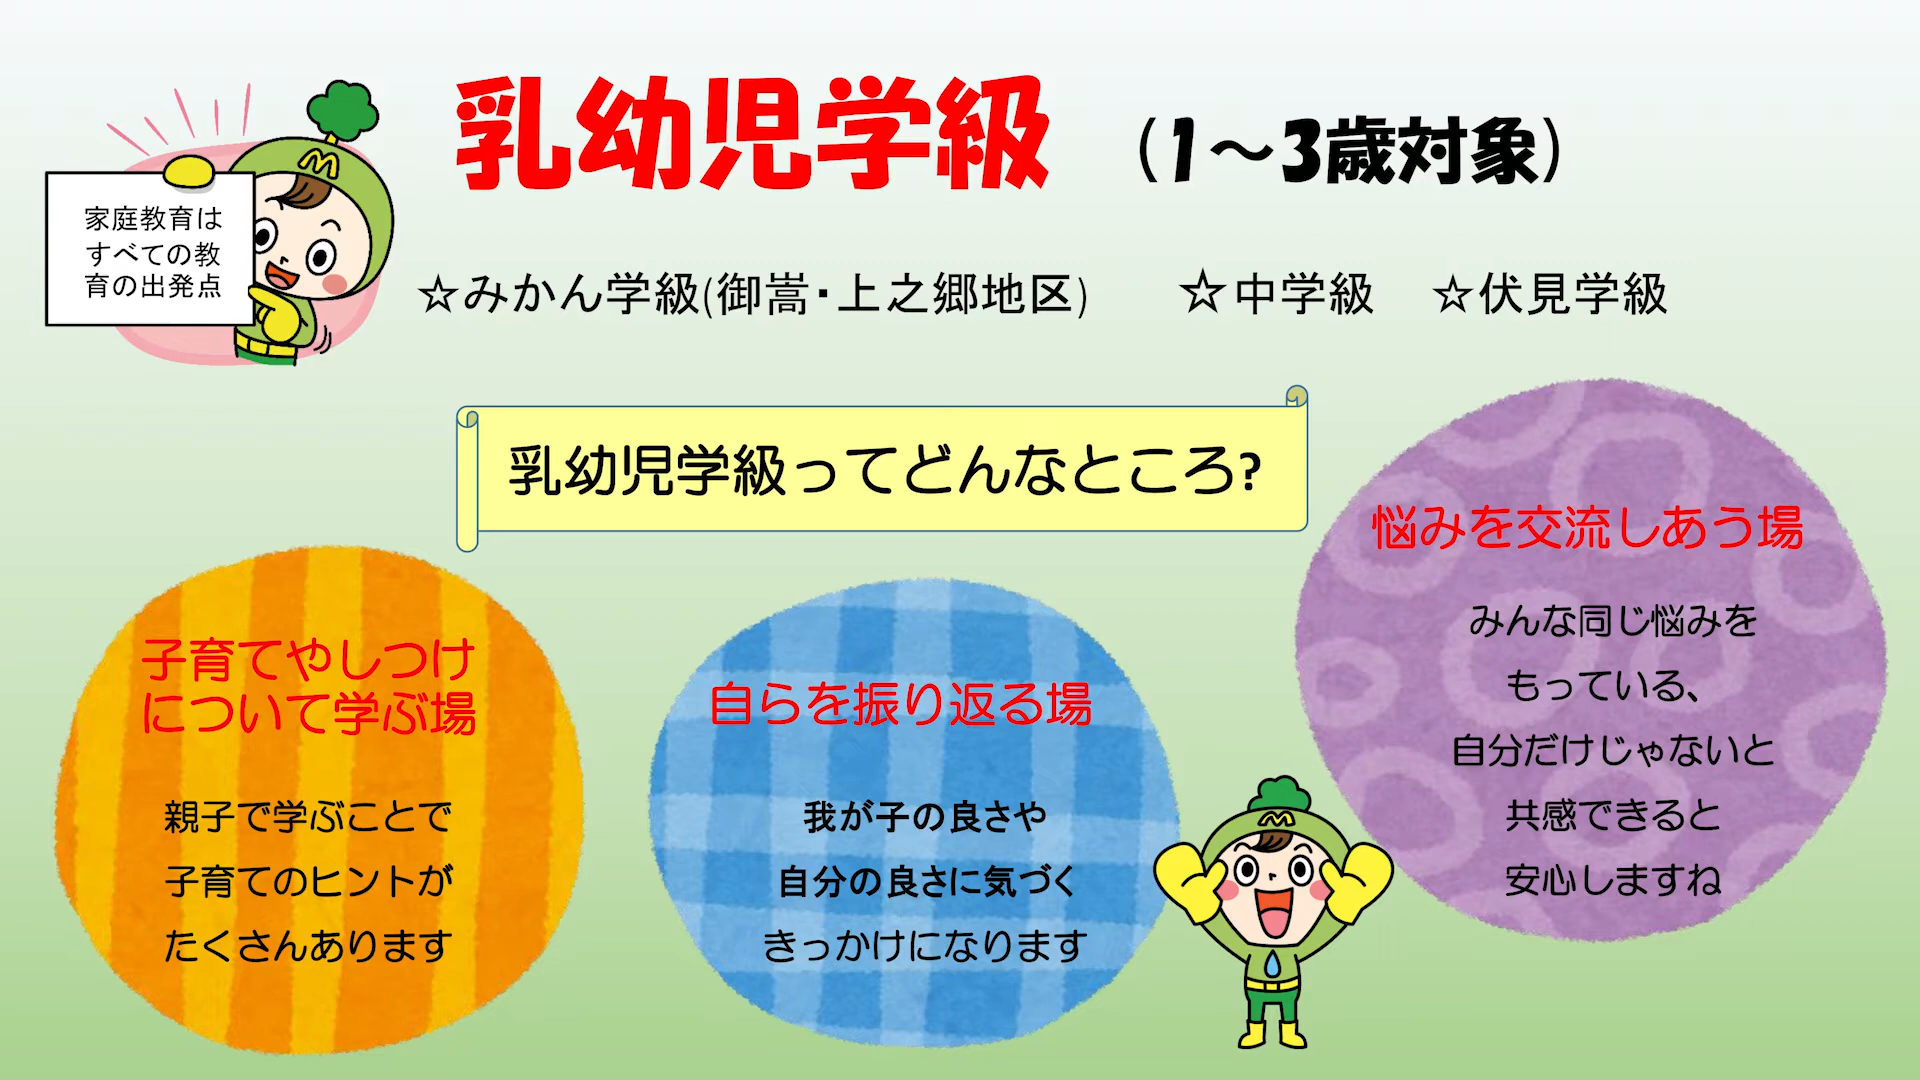 乳幼児学級 (1～3歳対象)
家庭教育は
すべての教
育の出発点
☆みかん学級(御嵩・上之郷地区) ☆中学級 ☆伏見学級
乳幼児学級ってどんなところ?
子育てやしつけ
について学ぶ場
親子で学ぶことで
子育てのヒントが
たくさんあります
自らを振り返る場
我が子の良さや
自分の良さに気づく
きっかけになります
悩みを交流しあう場
みんな同じ悩みを
もっている、
自分だけじゃないと
共感できると
安心しますね
M
M